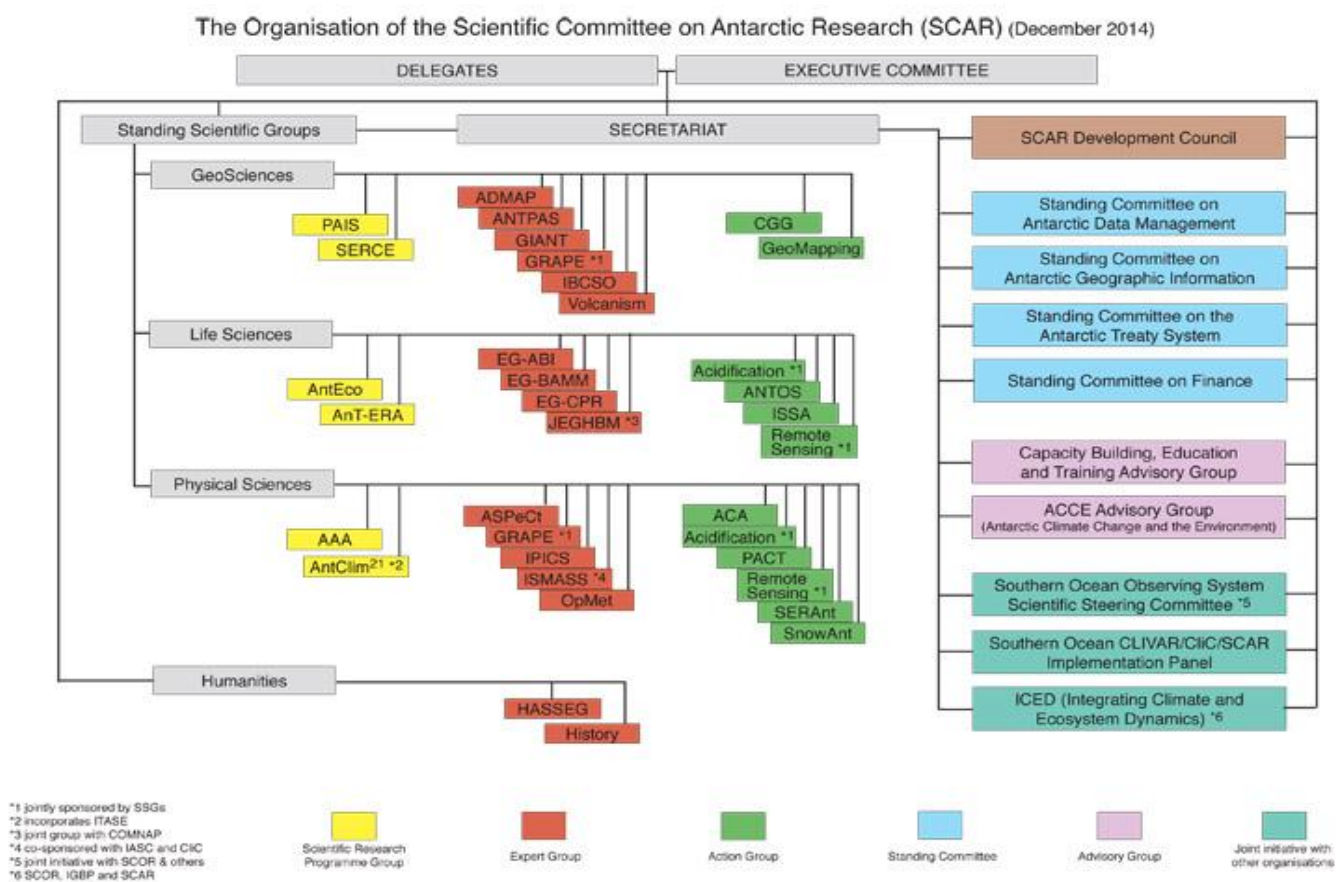 The Organisation of the Scientific Committee on Antarctic Research (SCAR) (December 2014)
DELEGATES
EXECUTIVE COMMITTEE
Standing Scientific Groups
SECRETARIAT
SCAR Development Council
GeoSciences
PAIS
SERCE
ADMAP
ANTPAS
GIANT
GRAPE *1
IBCSO
Volcanism
CGG
GeoMapping
Standing Committee on
Antarctic Data Management
Standing Committee on
Antarctic Geographic Information
Standing Committee on the
Antarctic Treaty System
Standing Committee on Finance
Life Sciences
AntEco
AnT-ERA
EG-ABI
EG-BAMM
EG-CPR
JEGHBM *3
Acidification *1
ANTOS
ISSA
Remote
Sensing *1
Capacity Building, Education
and Training Advisory Group
ACCE Advisory Group
(Antarctic Climate Change and the Environment)
Physical Sciences
AAA
AntClim21 *2
ASPeCt
GRAPE *1
IPICS
ISMASS *4
OpMet
ACA
Acidification *1
PACT
Remote
Sensing *1
SERAnt
SnowAnt
Southern Ocean Observing System
Scientific Steering Committee *5
Southern Ocean CLIVAR/CliC/SCAR
Implementation Panel
ICED (Integrating Climate and
Ecosystem Dynamics) *6
Humanities
HASSEG
History
*1 jointly sponsored by SSGs
*2 incorporates ITASE
*3 joint group with COMNAP
*4 co-sponsored with IASC and CliC
*5 joint initiative with SCOR & others
*6 SCOR, IGBP and SCAR
Scientific Research
Programme Group
Expert Group
Action Group
Standing Committee
Advisory Group
Joint initiative with
other organisations